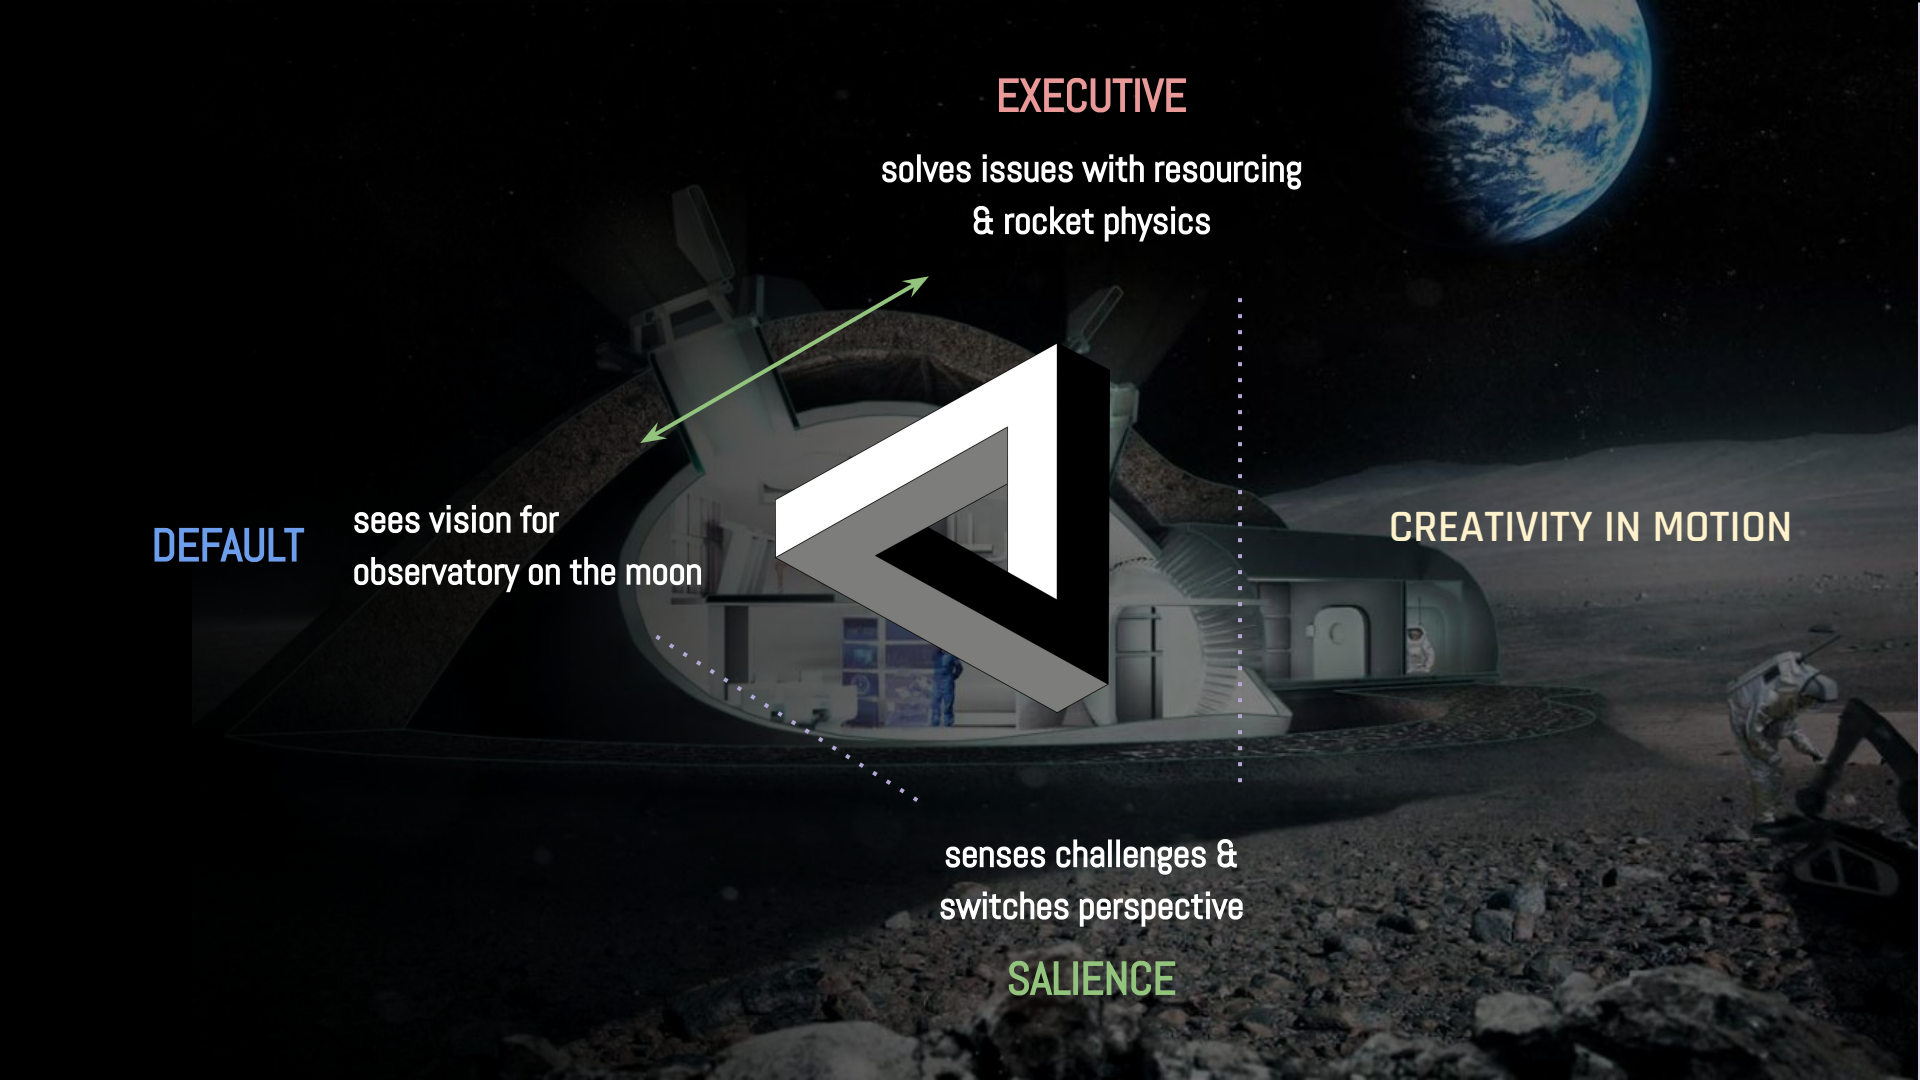 EXECUTIVE
solves issues with resourcing
& rocket physics
DEFAULT
sees vision for
observatory on the moon
CREATIVITY IN MOTION
senses challenges &
switches perspective
SALIENCE